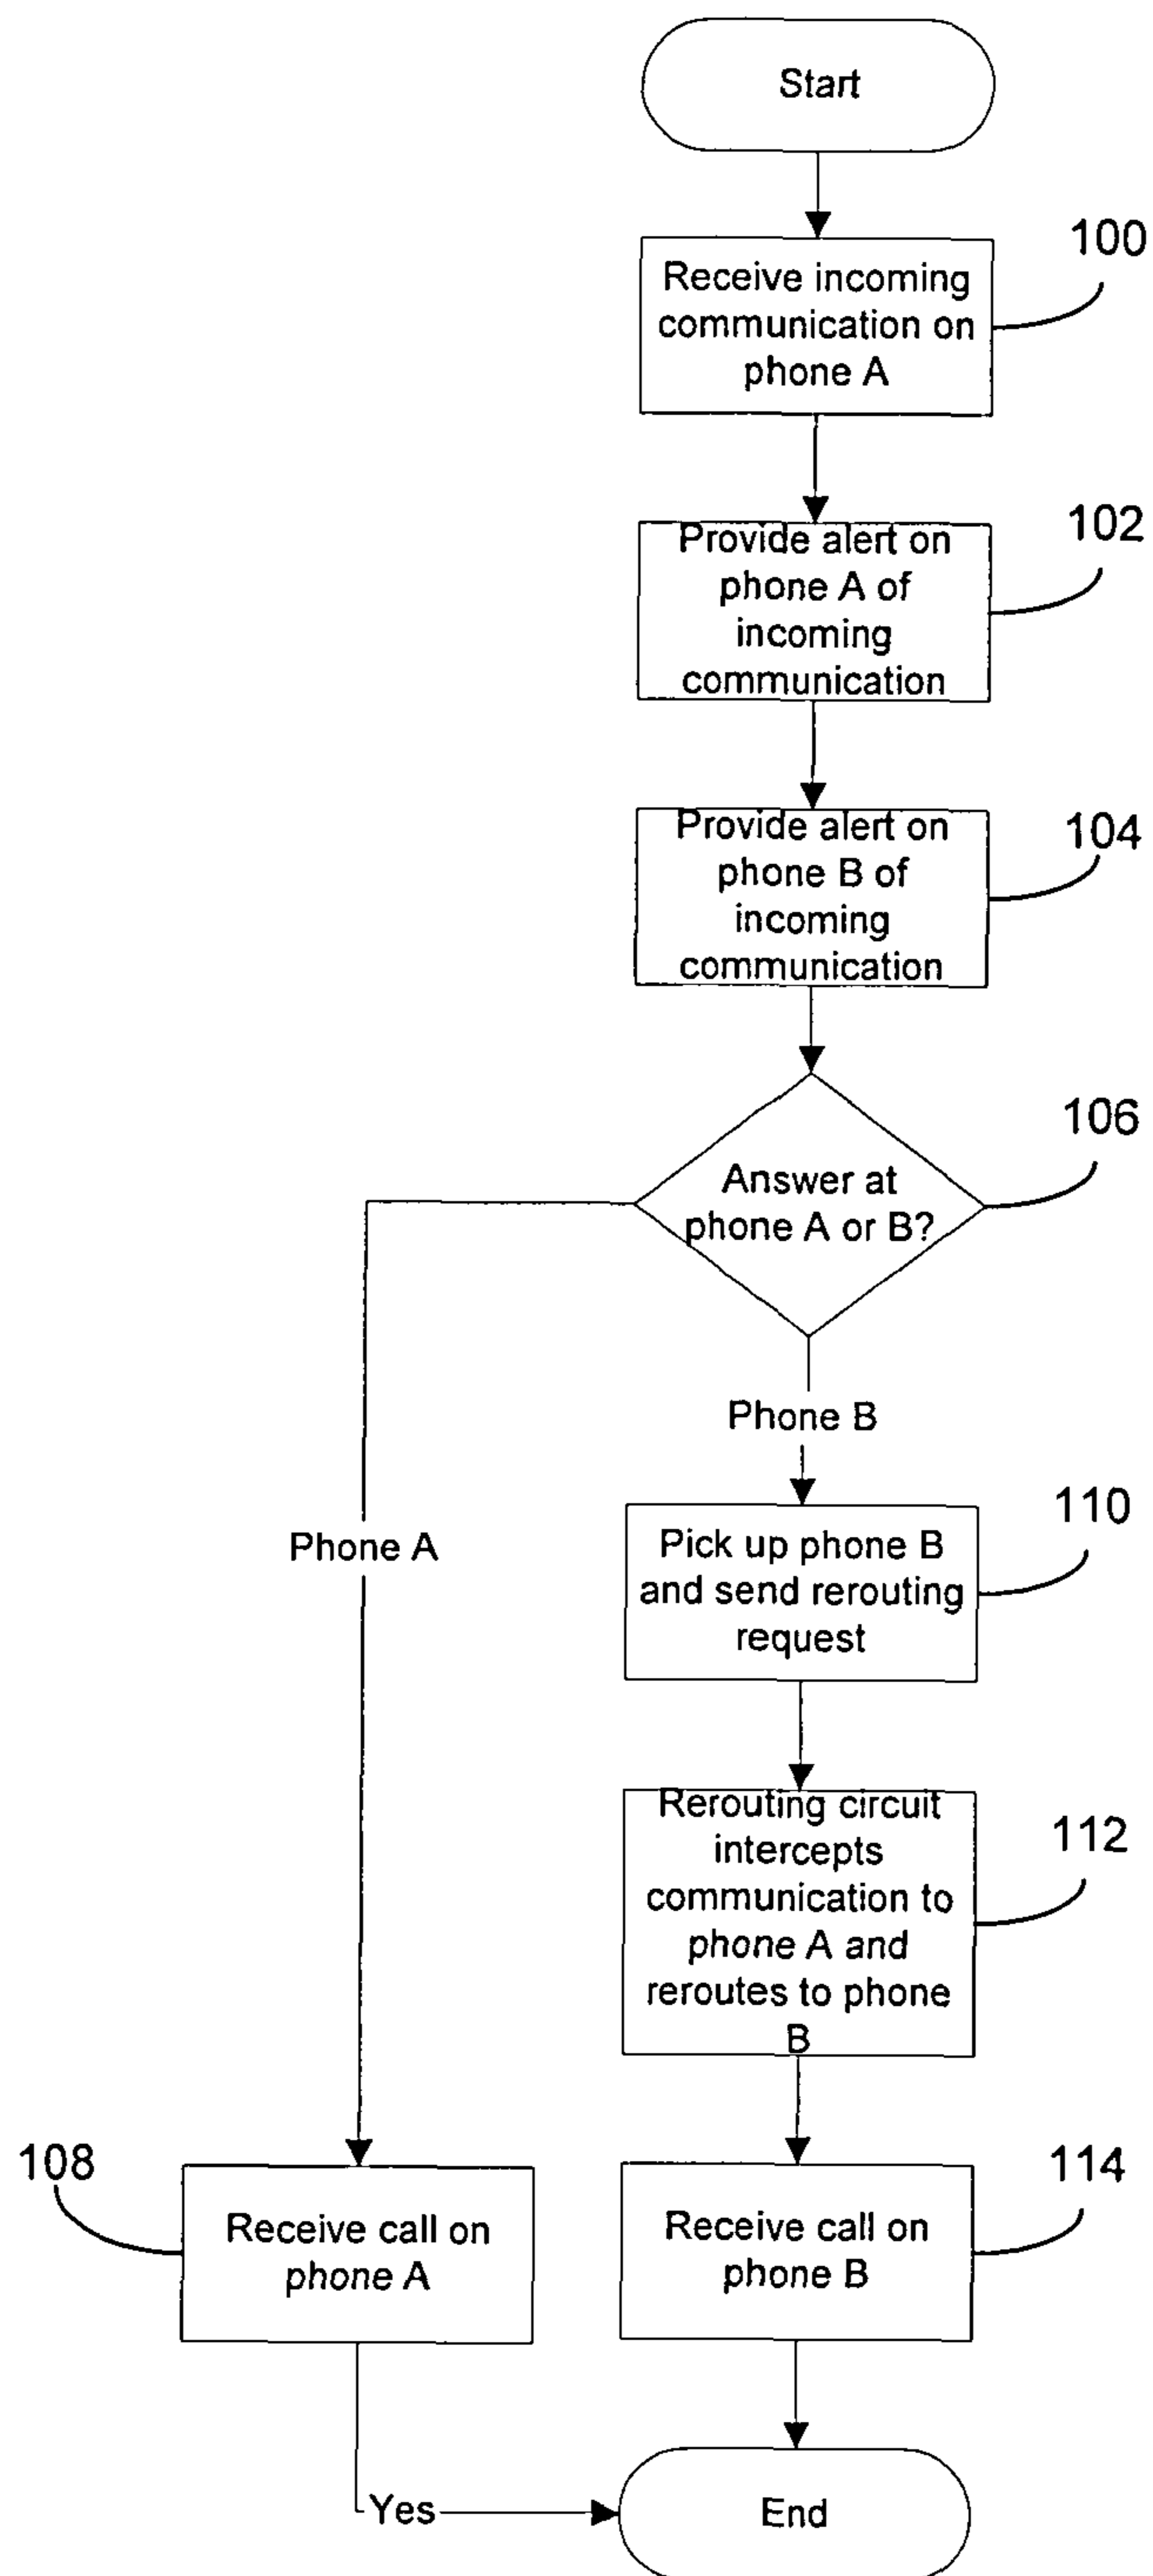 Start
100
Receive incoming
communication on
phone A
102
Provide alert on
phone A of
incoming
communication
104
Provide alert on
phone B of
incoming
communication
106
Answer at
phone A or B?
Phone B
Phone A
110
Pick up phone B
and send rerouting
request
112
Rerouting circuit
intercepts
communication to
phone A and
reroutes to phone
B
108
Receive call on
phone A
114
Receive call on
phone B
Yes
End